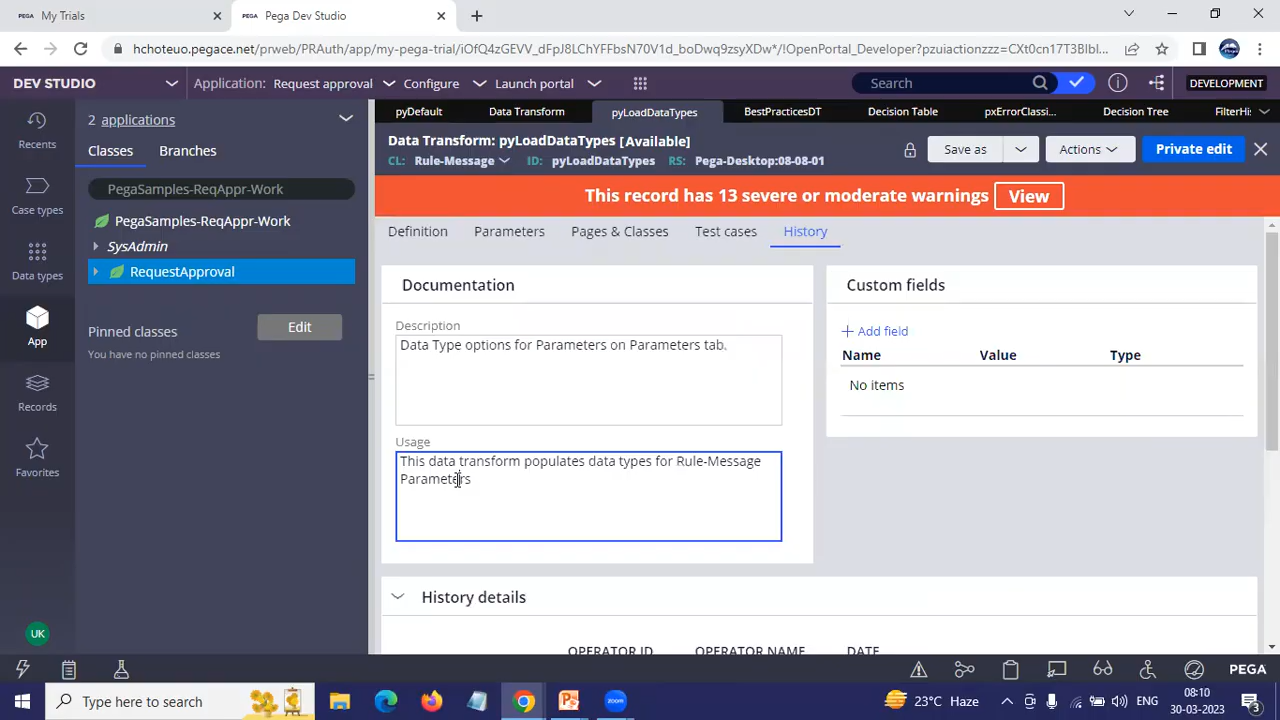 PEGA My Trials
PEGA Pega Dev Studio
hchoteuo.pegace.net/prweb/PRAuth/app/my-pega-trial/iOfQ4zGEVV_dFpJ8LChYFFbsN70V1d_boDwq9zsyXDw*/!OpenPortal_Developer?pzuiactionzzz=CXt0cn17T3BlbI...
DEV STUDIO Application: Request approval Configure Launch portal Search DEVELOPMENT
2 applications
Classes Branches
PegaSamples-ReqAppr-Work
PegaSamples-ReqAppr-Work
SysAdmin
RequestApproval
Pinned classes Edit
You have no pinned classes
Recents
Case types
Data types
App
Records
Favorites
UK
pyDefault Data Transform pyLoadDataTypes BestPracticesDT Decision Table pxErrorClassi... Decision Tree FilterHis
Data Transform: pyLoadDataTypes [Available]
CL: Rule-Message ID: pyLoadDataTypes RS: Pega-Desktop:08-08-01
Save as Actions Private edit
This record has 13 severe or moderate warnings View
Definition Parameters Pages & Classes Test cases History
Documentation
Description
Data Type options for Parameters on Parameters tab.
Usage
This data transform populates data types for Rule-Message
Parameters
Custom fields
Add field
Name Value Type
No items
History details
OPERATOR ID OPERATOR NAME DATE
PEGA
Type here to search
23°C Haze
ENG
08:10
30-03-2023
3